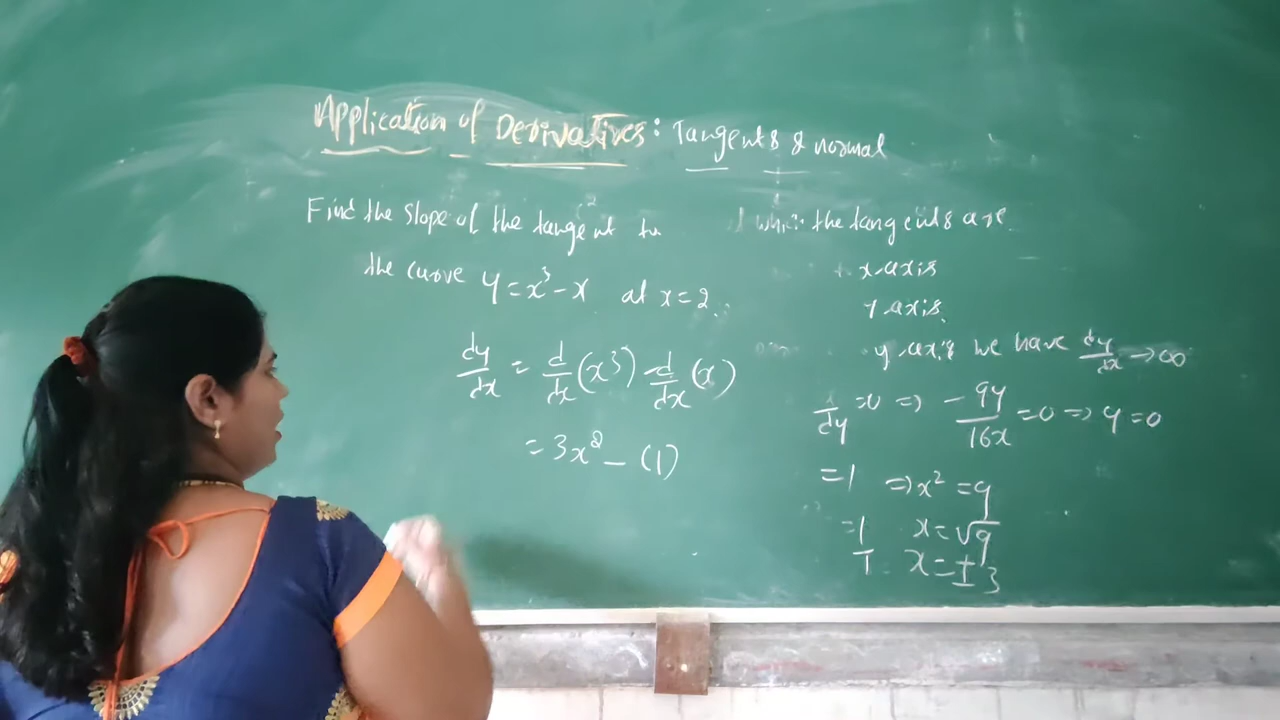 Application of Derivatives: Tangents & normal
Find the slope of the tangent to
the curve y = x³ - x at x = 2.
dy/dx = d/dx (x³) - d/dx (x)
= 3x² - (1)
the tangents are
x-axis
y axis.
y axis we have dy/dx → ∞
/dy = 0 ⇒ - 9y/16x = 0 ⇒ y = 0
= 1 ⇒ x² = 9
= 1 x = √9
x = ± 3